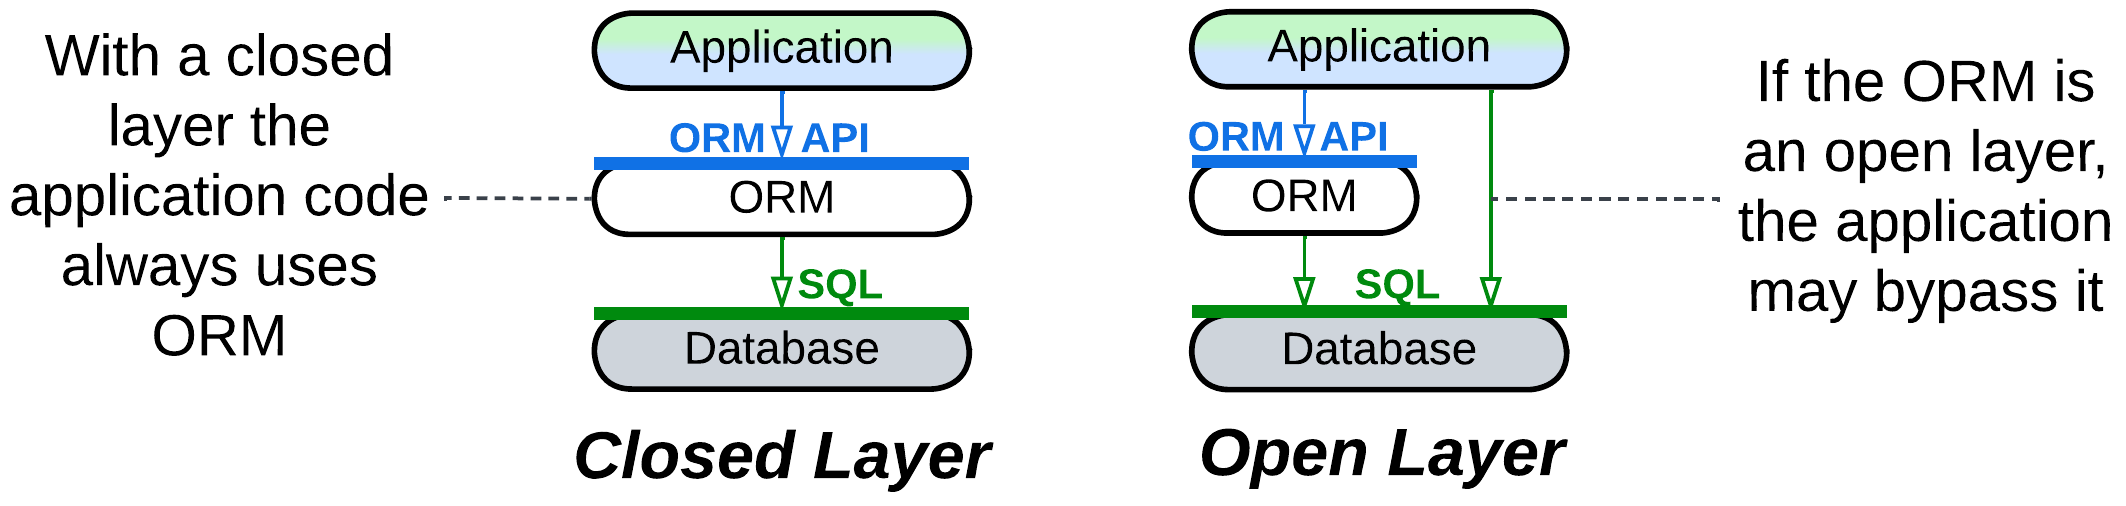 With a closed
layer the
application code
always uses
ORM
Application
ORM API
ORM
SQL
Database
Closed Layer
Application
ORM API
ORM
SQL
Database
Open Layer
If the ORM is
an open layer,
the application
may bypass it